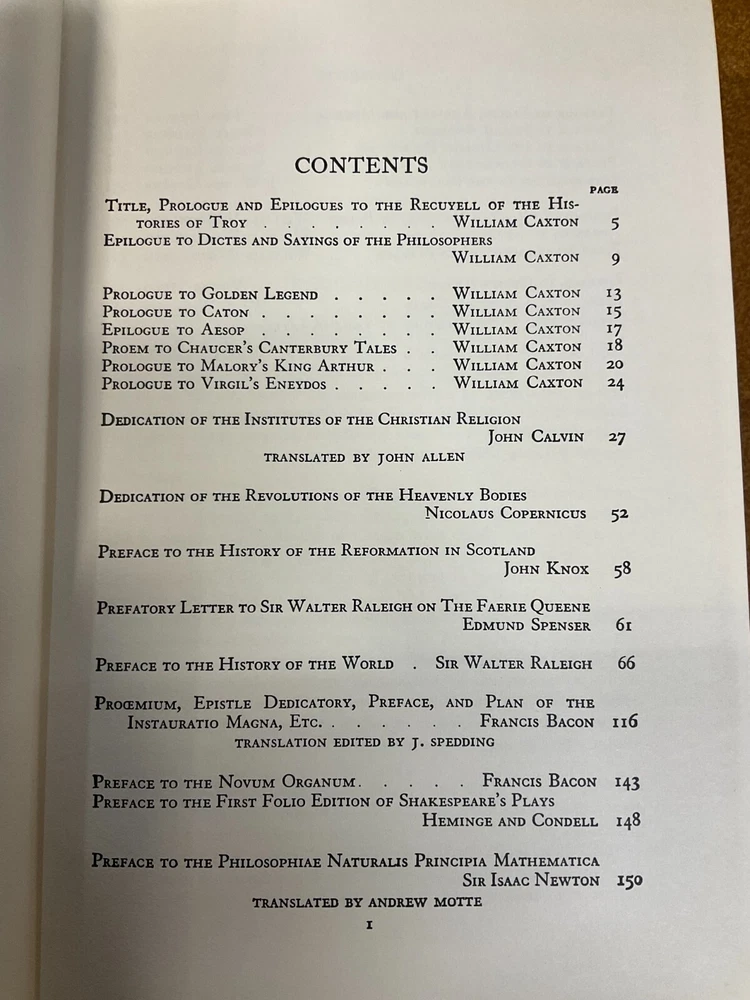 CONTENTS
PAGE
Title, Prologue and Epilogues to the Recuyell of the His-
tories of Troy . . . . . . . . William Caxton 5
Epilogue to Dictes and Sayings of the Philosophers
William Caxton 9
Prologue to Golden Legend . . . . . William Caxton 13
Prologue to Caton . . . . . . . . William Caxton 15
Epilogue to Aesop . . . . . . . . William Caxton 17
Proem to Chaucer's Canterbury Tales . . William Caxton 18
Prologue to Malory's King Arthur . . . William Caxton 20
Prologue to Virgil's Eneydos . . . . . William Caxton 24
Dedication of the Institutes of the Christian Religion
John Calvin 27
TRANSLATED BY JOHN ALLEN
Dedication of the Revolutions of the Heavenly Bodies
Nicolaus Copernicus 52
Preface to the History of the Reformation in Scotland
John Knox 58
Prefatory Letter to Sir Walter Raleigh on The Faerie Queene
Edmund Spenser 61
Preface to the History of the World . Sir Walter Raleigh 66
Prœmium, Epistle Dedicatory, Preface, and Plan of the
Instauratio Magna, Etc. . . . . . . Francis Bacon 116
TRANSLATION EDITED BY J. SPEDDING
Preface to the Novum Organum . . . . . Francis Bacon 143
Preface to the First Folio Edition of Shakespeare's Plays
Heminge and Condell 148
Preface to the Philosophiae Naturalis Principia Mathematica
Sir Isaac Newton 150
TRANSLATED BY ANDREW MOTTE
1